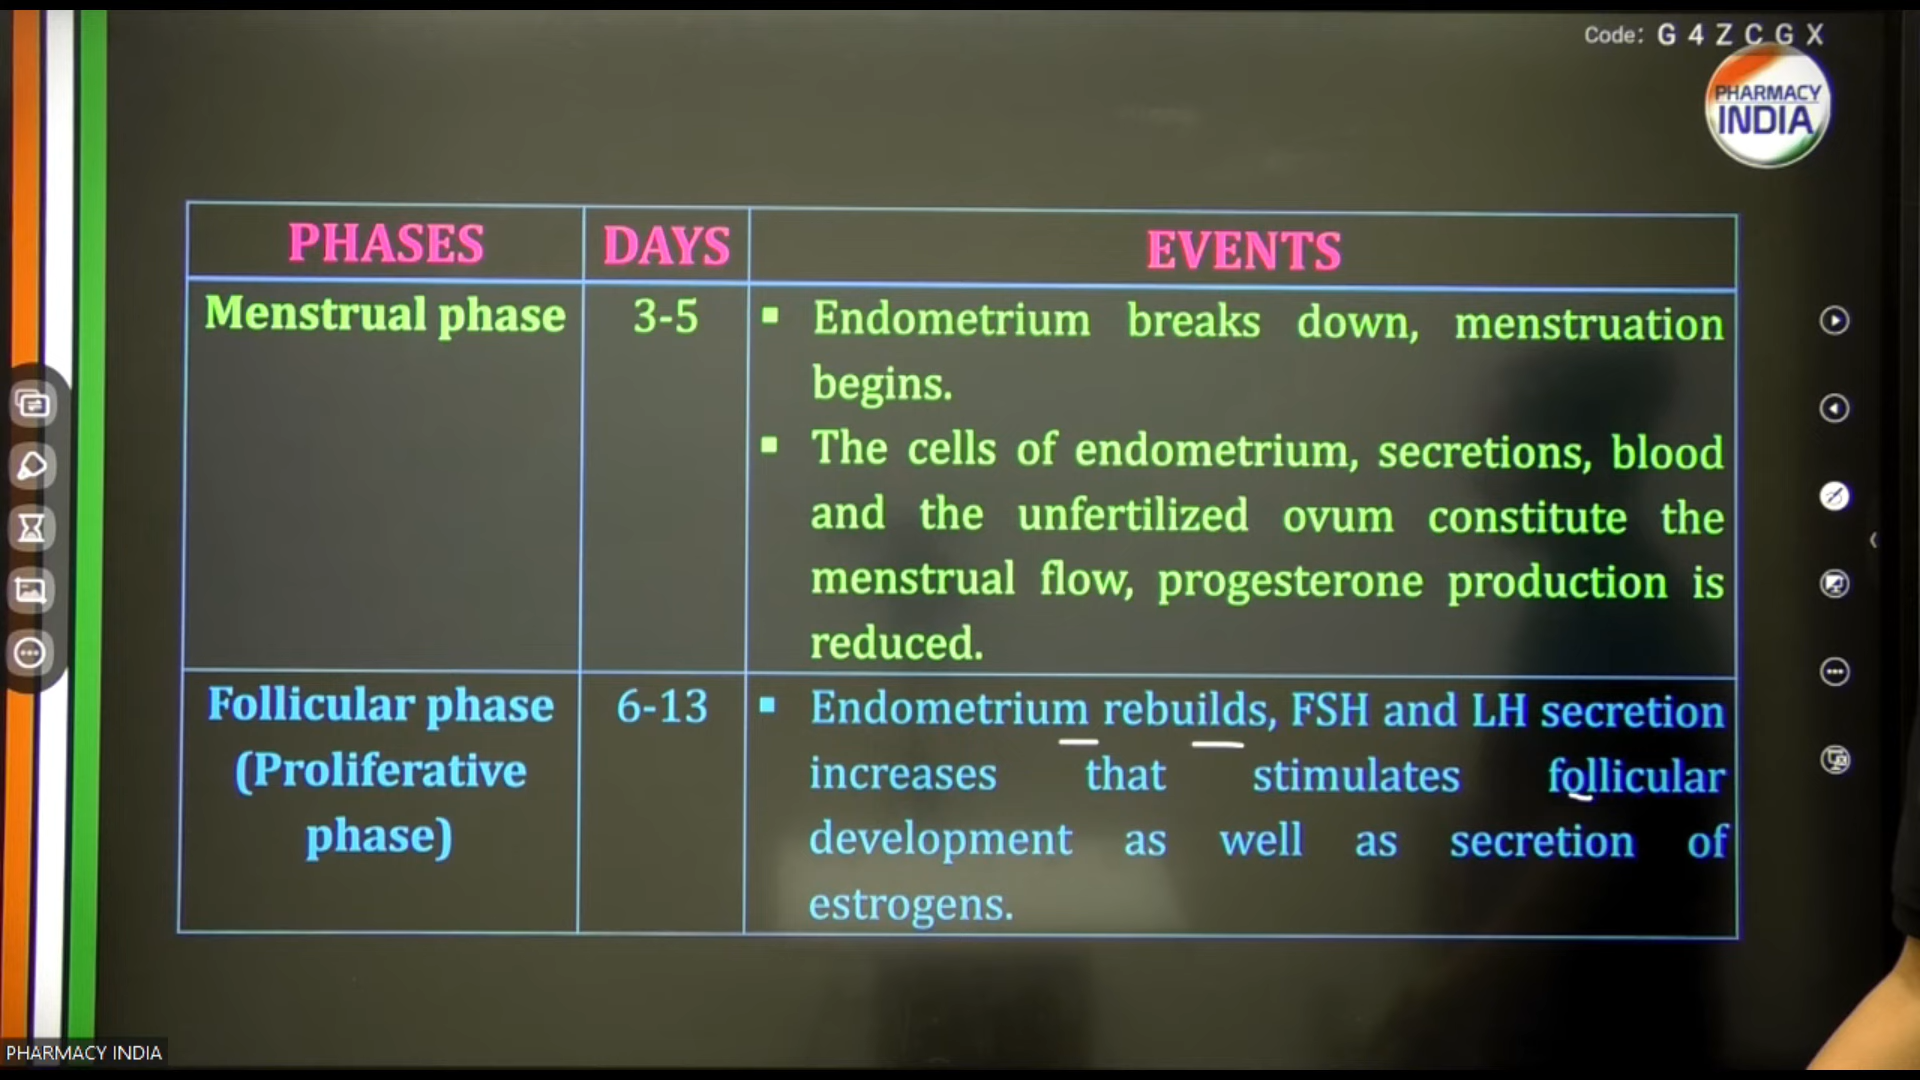 Code: G 4 Z C G X
PHARMACY
INDIA
PHASES
DAYS
EVENTS
Menstrual phase
3-5
▪ Endometrium breaks down, menstruation
begins.
▪ The cells of endometrium, secretions, blood
and the unfertilized ovum constitute the
menstrual flow, progesterone production is
reduced.
Follicular phase
(Proliferative
phase)
6-13
▪ Endometrium rebuilds, FSH and LH secretion
increases that stimulates follicular
development as well as secretion of
estrogens.
PHARMACY INDIA